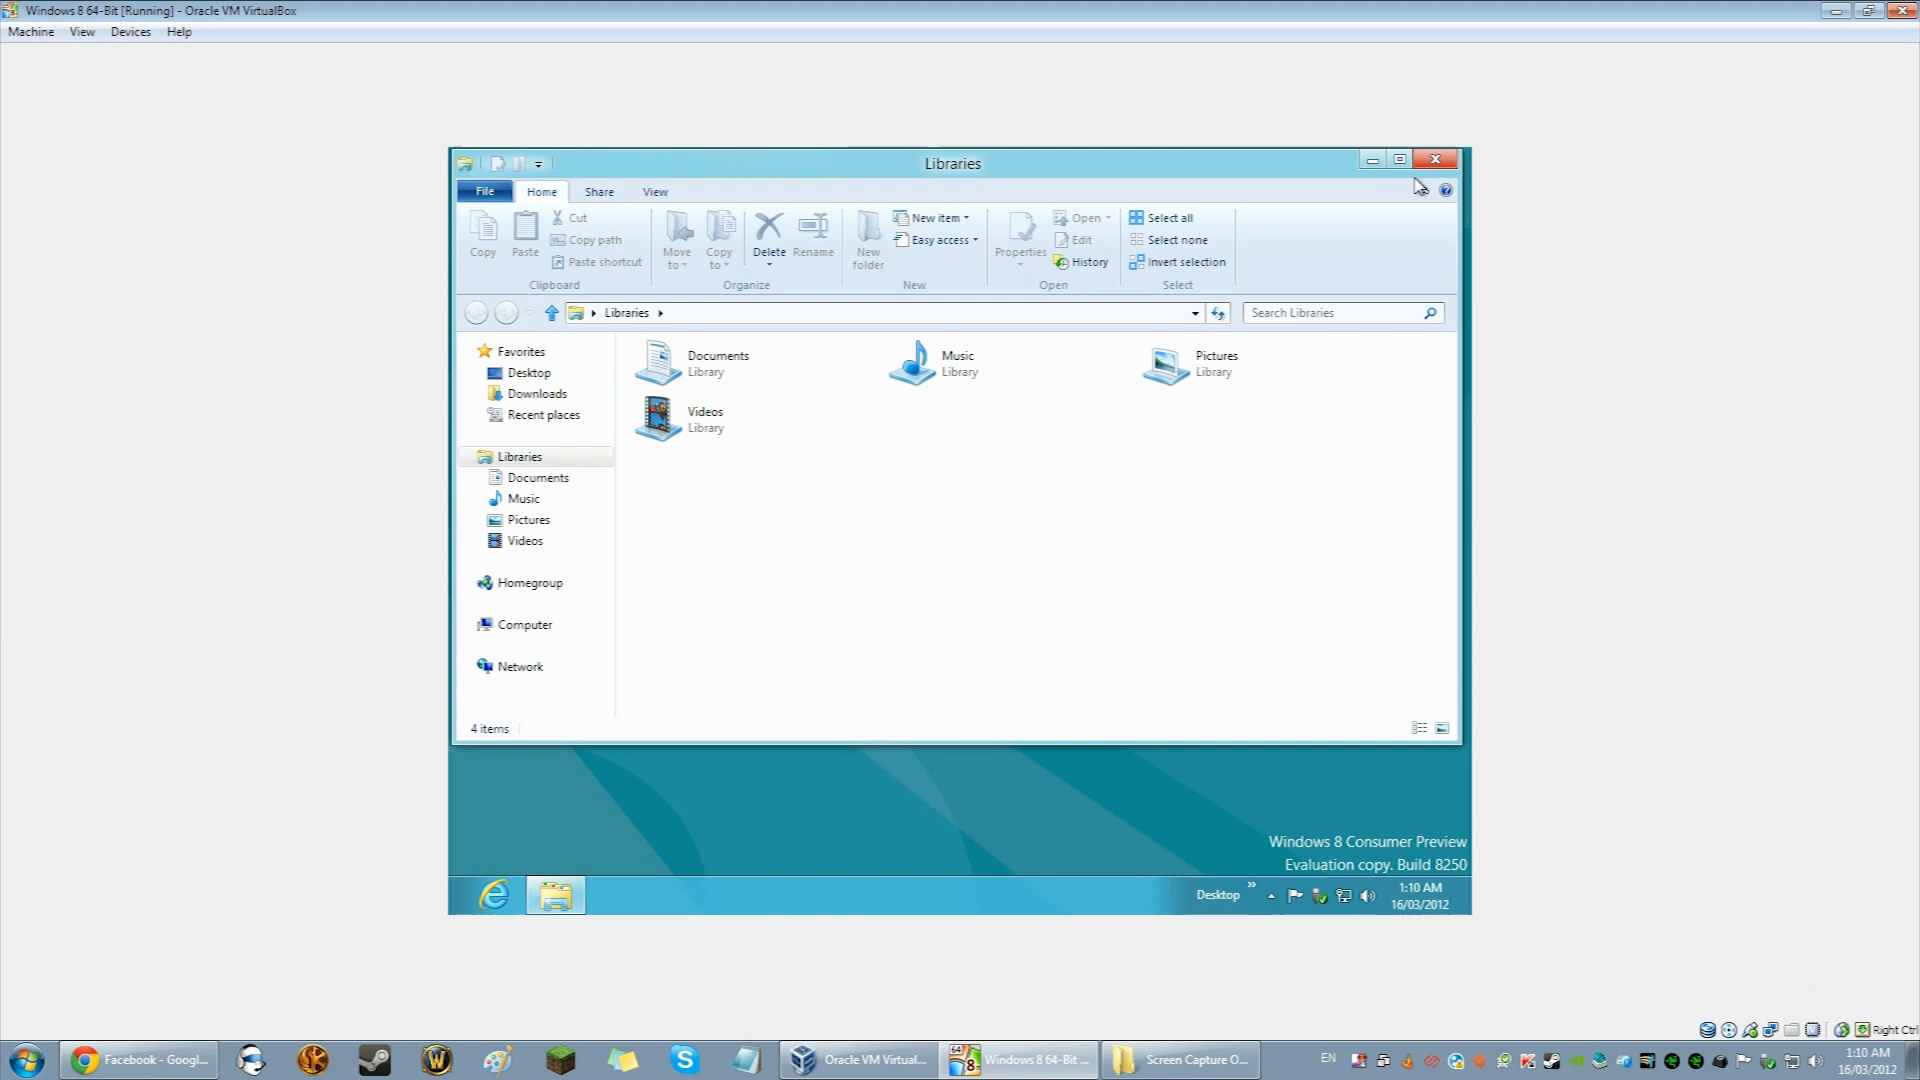 Windows 8 64-Bit [Running] - Oracle VM VirtualBox
Machine View Devices Help
Libraries
File Home Share View
Copy
Paste
Cut
Copy path
Paste shortcut
Clipboard
Move to
Copy to
Delete
Rename
Organize
New folder
New item
Easy access
New
Properties
Open
Edit
History
Open
Select all
Select none
Invert selection
Select
Libraries
Search Libraries
Favorites
Desktop
Downloads
Recent places
Libraries
Documents
Music
Pictures
Videos
Homegroup
Computer
Network
Documents
Library
Music
Library
Pictures
Library
Videos
Library
4 items
Windows 8 Consumer Preview
Evaluation copy. Build 8250
Desktop
1:10 AM
16/03/2012
Right Ctrl
Facebook - Googl...
Oracle VM Virtual...
Windows 8 64-Bit ...
Screen Capture O...
EN
1:10 AM
16/03/2012